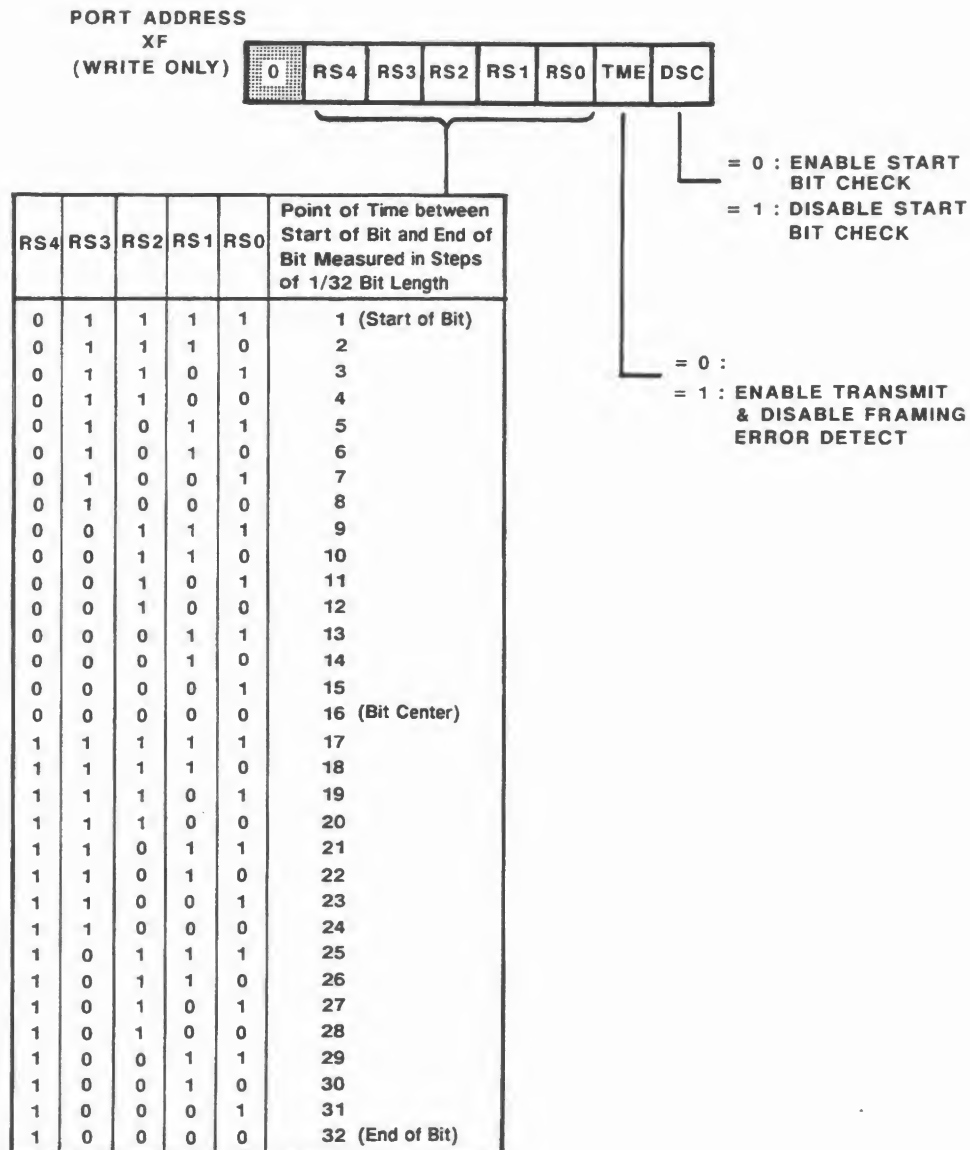 PORT ADDRESS
XF
(WRITE ONLY)
0 RS4 RS3 RS2 RS1 RS0 TME DSC
= 0 : ENABLE START
BIT CHECK
= 1 : DISABLE START
BIT CHECK
= 0 :
= 1 : ENABLE TRANSMIT
& DISABLE FRAMING
ERROR DETECT
RS4 RS3 RS2 RS1 RS0 Point of Time between
Start of Bit and End of
Bit Measured in Steps
of 1/32 Bit Length
0 1 1 1 1 1 (Start of Bit)
0 1 1 1 0 2
0 1 1 0 1 3
0 1 1 0 0 4
0 1 0 1 1 5
0 1 0 1 0 6
0 1 0 0 1 7
0 1 0 0 0 8
0 0 1 1 1 9
0 0 1 1 0 10
0 0 1 0 1 11
0 0 1 0 0 12
0 0 0 1 1 13
0 0 0 1 0 14
0 0 0 0 1 15
0 0 0 0 0 16 (Bit Center)
1 1 1 1 1 17
1 1 1 1 0 18
1 1 1 0 1 19
1 1 1 0 0 20
1 1 0 1 1 21
1 1 0 1 0 22
1 1 0 0 1 23
1 1 0 0 0 24
1 0 1 1 1 25
1 0 1 1 0 26
1 0 1 0 1 27
1 0 1 0 0 28
1 0 0 1 1 29
1 0 0 1 0 30
1 0 0 0 1 31
1 0 0 0 0 32 (End of Bit)